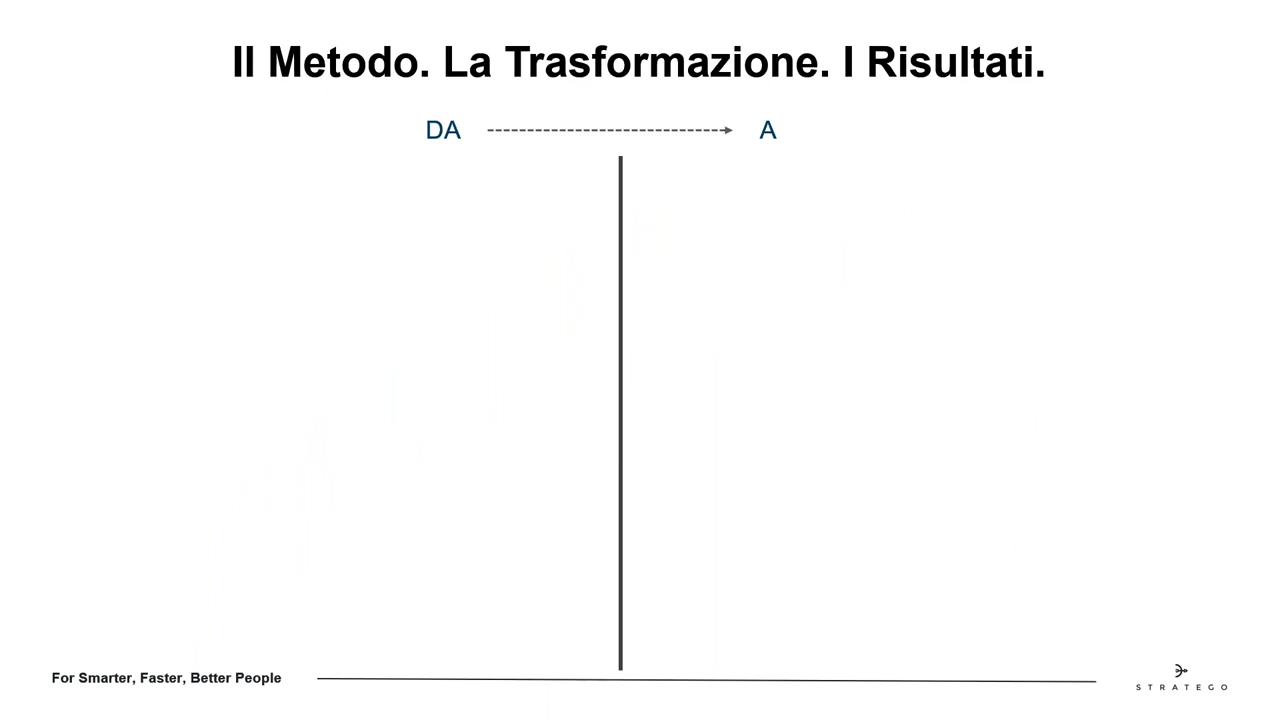 Il Metodo. La Trasformazione. I Risultati.
DA A
For Smarter, Faster, Better People
STRATEGO